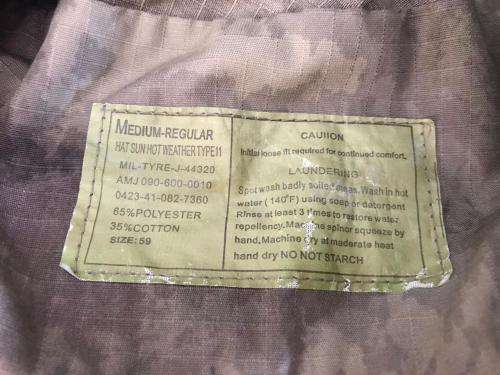 MEDIUM-REGULAR
HAT SUN HOT WEATHER TYPE11
MIL-TYRE-J-44320
AMJ 090-600-0010
0423-41-082-7360
65%POLYESTER
35%COTTON
SIZE: 59
CAUIION
Initial loose fit required for continued comfort.
LAUNDERING
Spot wash badly soiled areas. Wash in hot
water ( 140°F) using soap or datergont
Rinse at least 3 times to restore water
repellency. Machine spinor squeeze by
hand. Machine dry at maderate heat
hand dry NO NOT STARCH